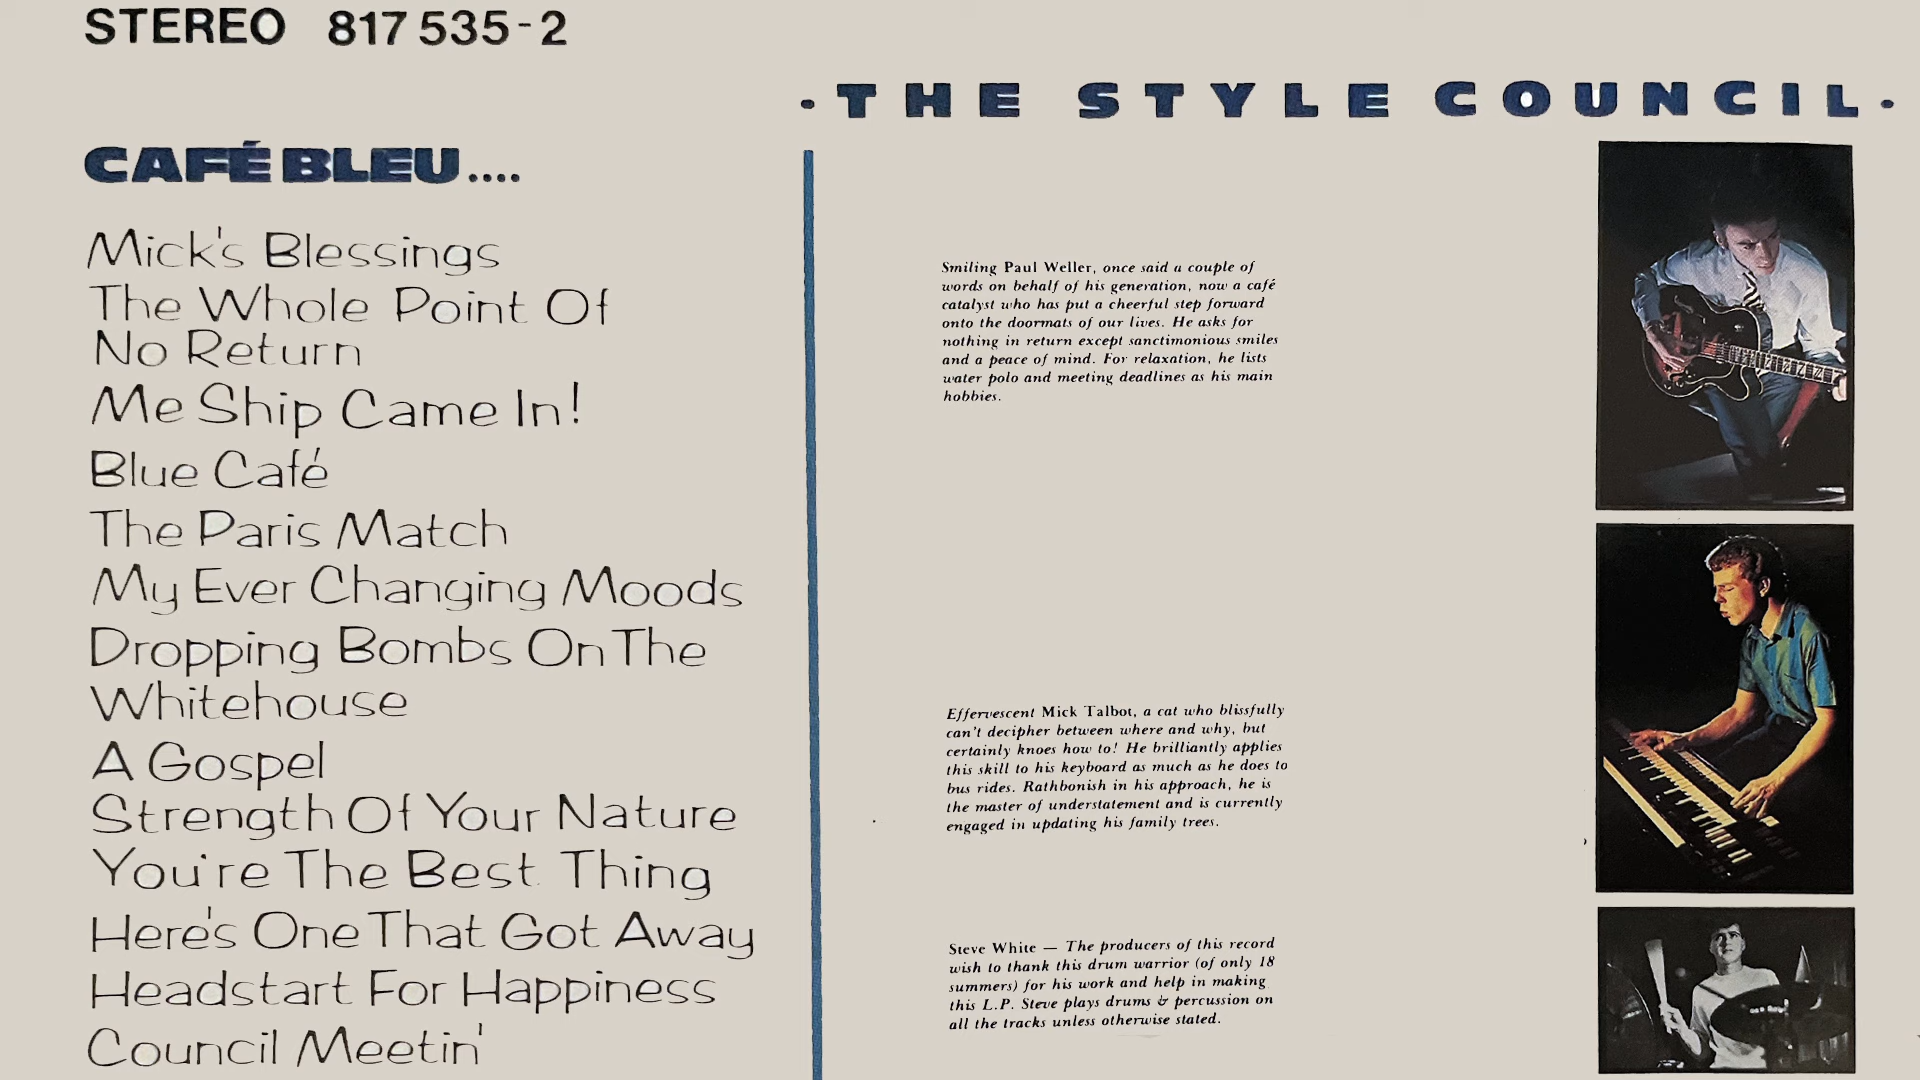 STEREO 817 535-2
·THE STYLE COUNCIL·
CAFÉ BLEU....
Mick's Blessings
The Whole Point Of
No Return
Me Ship Came In!
Blue Café
The Paris Match
My Ever Changing Moods
Dropping Bombs On The
Whitehouse
A Gospel
Strength Of Your Nature
You're The Best Thing
Here's One That Got Away
Headstart For Happiness
Council Meetin'
Smiling Paul Weller, once said a couple of
words on behalf of his generation, now a café
catalyst who has put a cheerful step forward
onto the doormats of our lives. He asks for
nothing in return except sanctimonious smiles
and a peace of mind. For relaxation, he lists
water polo and meeting deadlines as his main
hobbies.
Effervescent Mick Talbot, a cat who blissfully
can't decipher between where and why, but
certainly knoes how to! He brilliantly applies
this skill to his keyboard as much as he does to
bus rides. Rathbonish in his approach, he is
the master of understatement and is currently
engaged in updating his family trees.
Steve White — The producers of this record
wish to thank this drum warrior (of only 18
summers) for his work and help in making
this L.P. Steve plays drums & percussion on
all the tracks unless otherwise stated.